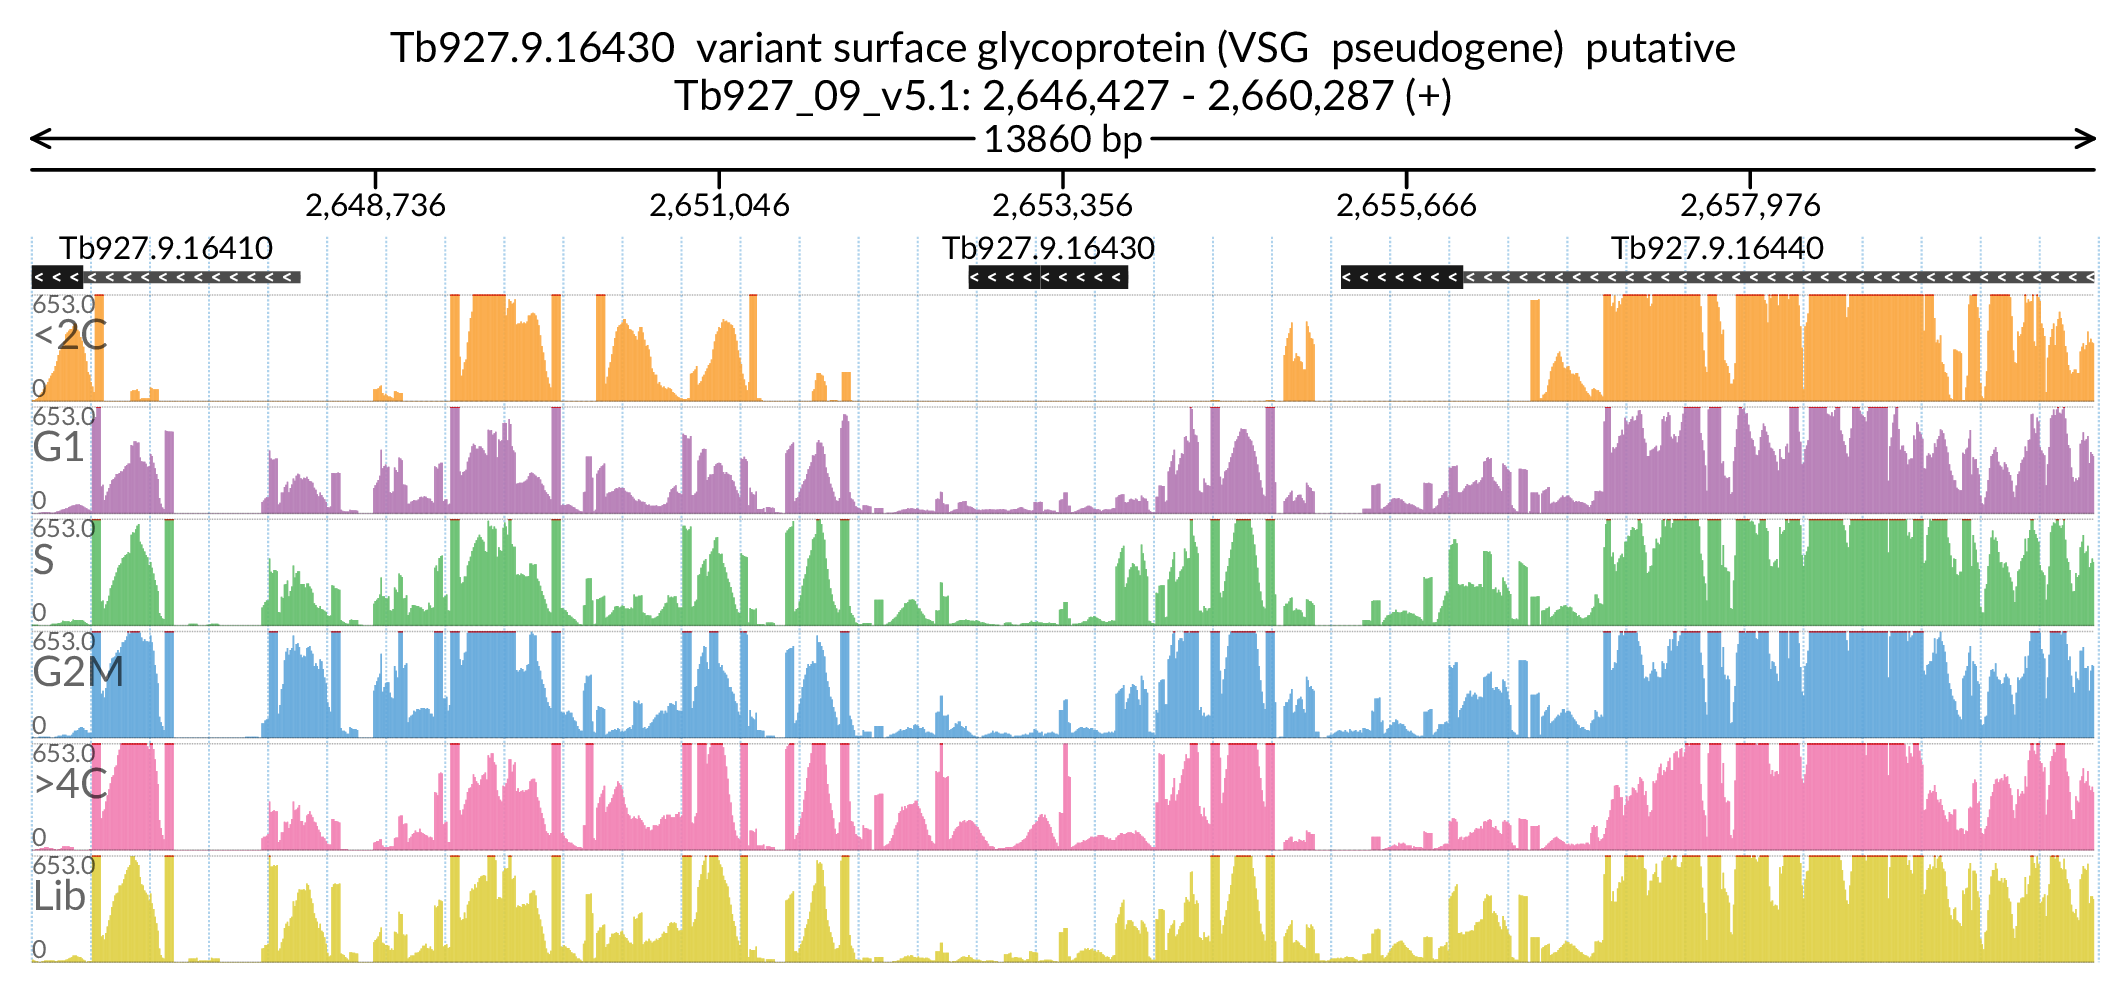 Tb927.9.16430  variant surface glycoprotein (VSG  pseudogene)  putative
Tb927_09_v5.1: 2,646,427 - 2,660,287 (+)
13860 bp
2,648,736 2,651,046 2,653,356 2,655,666 2,657,976
Tb927.9.16410 Tb927.9.16430 Tb927.9.16440
653.0
<2C
0
653.0
G1
0
653.0
S
0
653.0
G2M
0
653.0
>4C
0
653.0
Lib
0